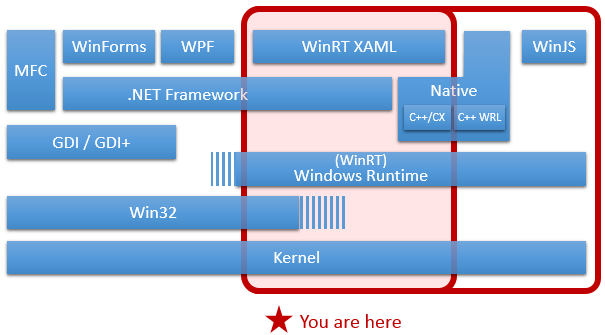 WinForms
WPF
WinRT XAML
WinJS
MFC
.NET Framework
Native
C++/CX
C++ WRL
GDI / GDI+
(WinRT)
Windows Runtime
Win32
Kernel
You are here